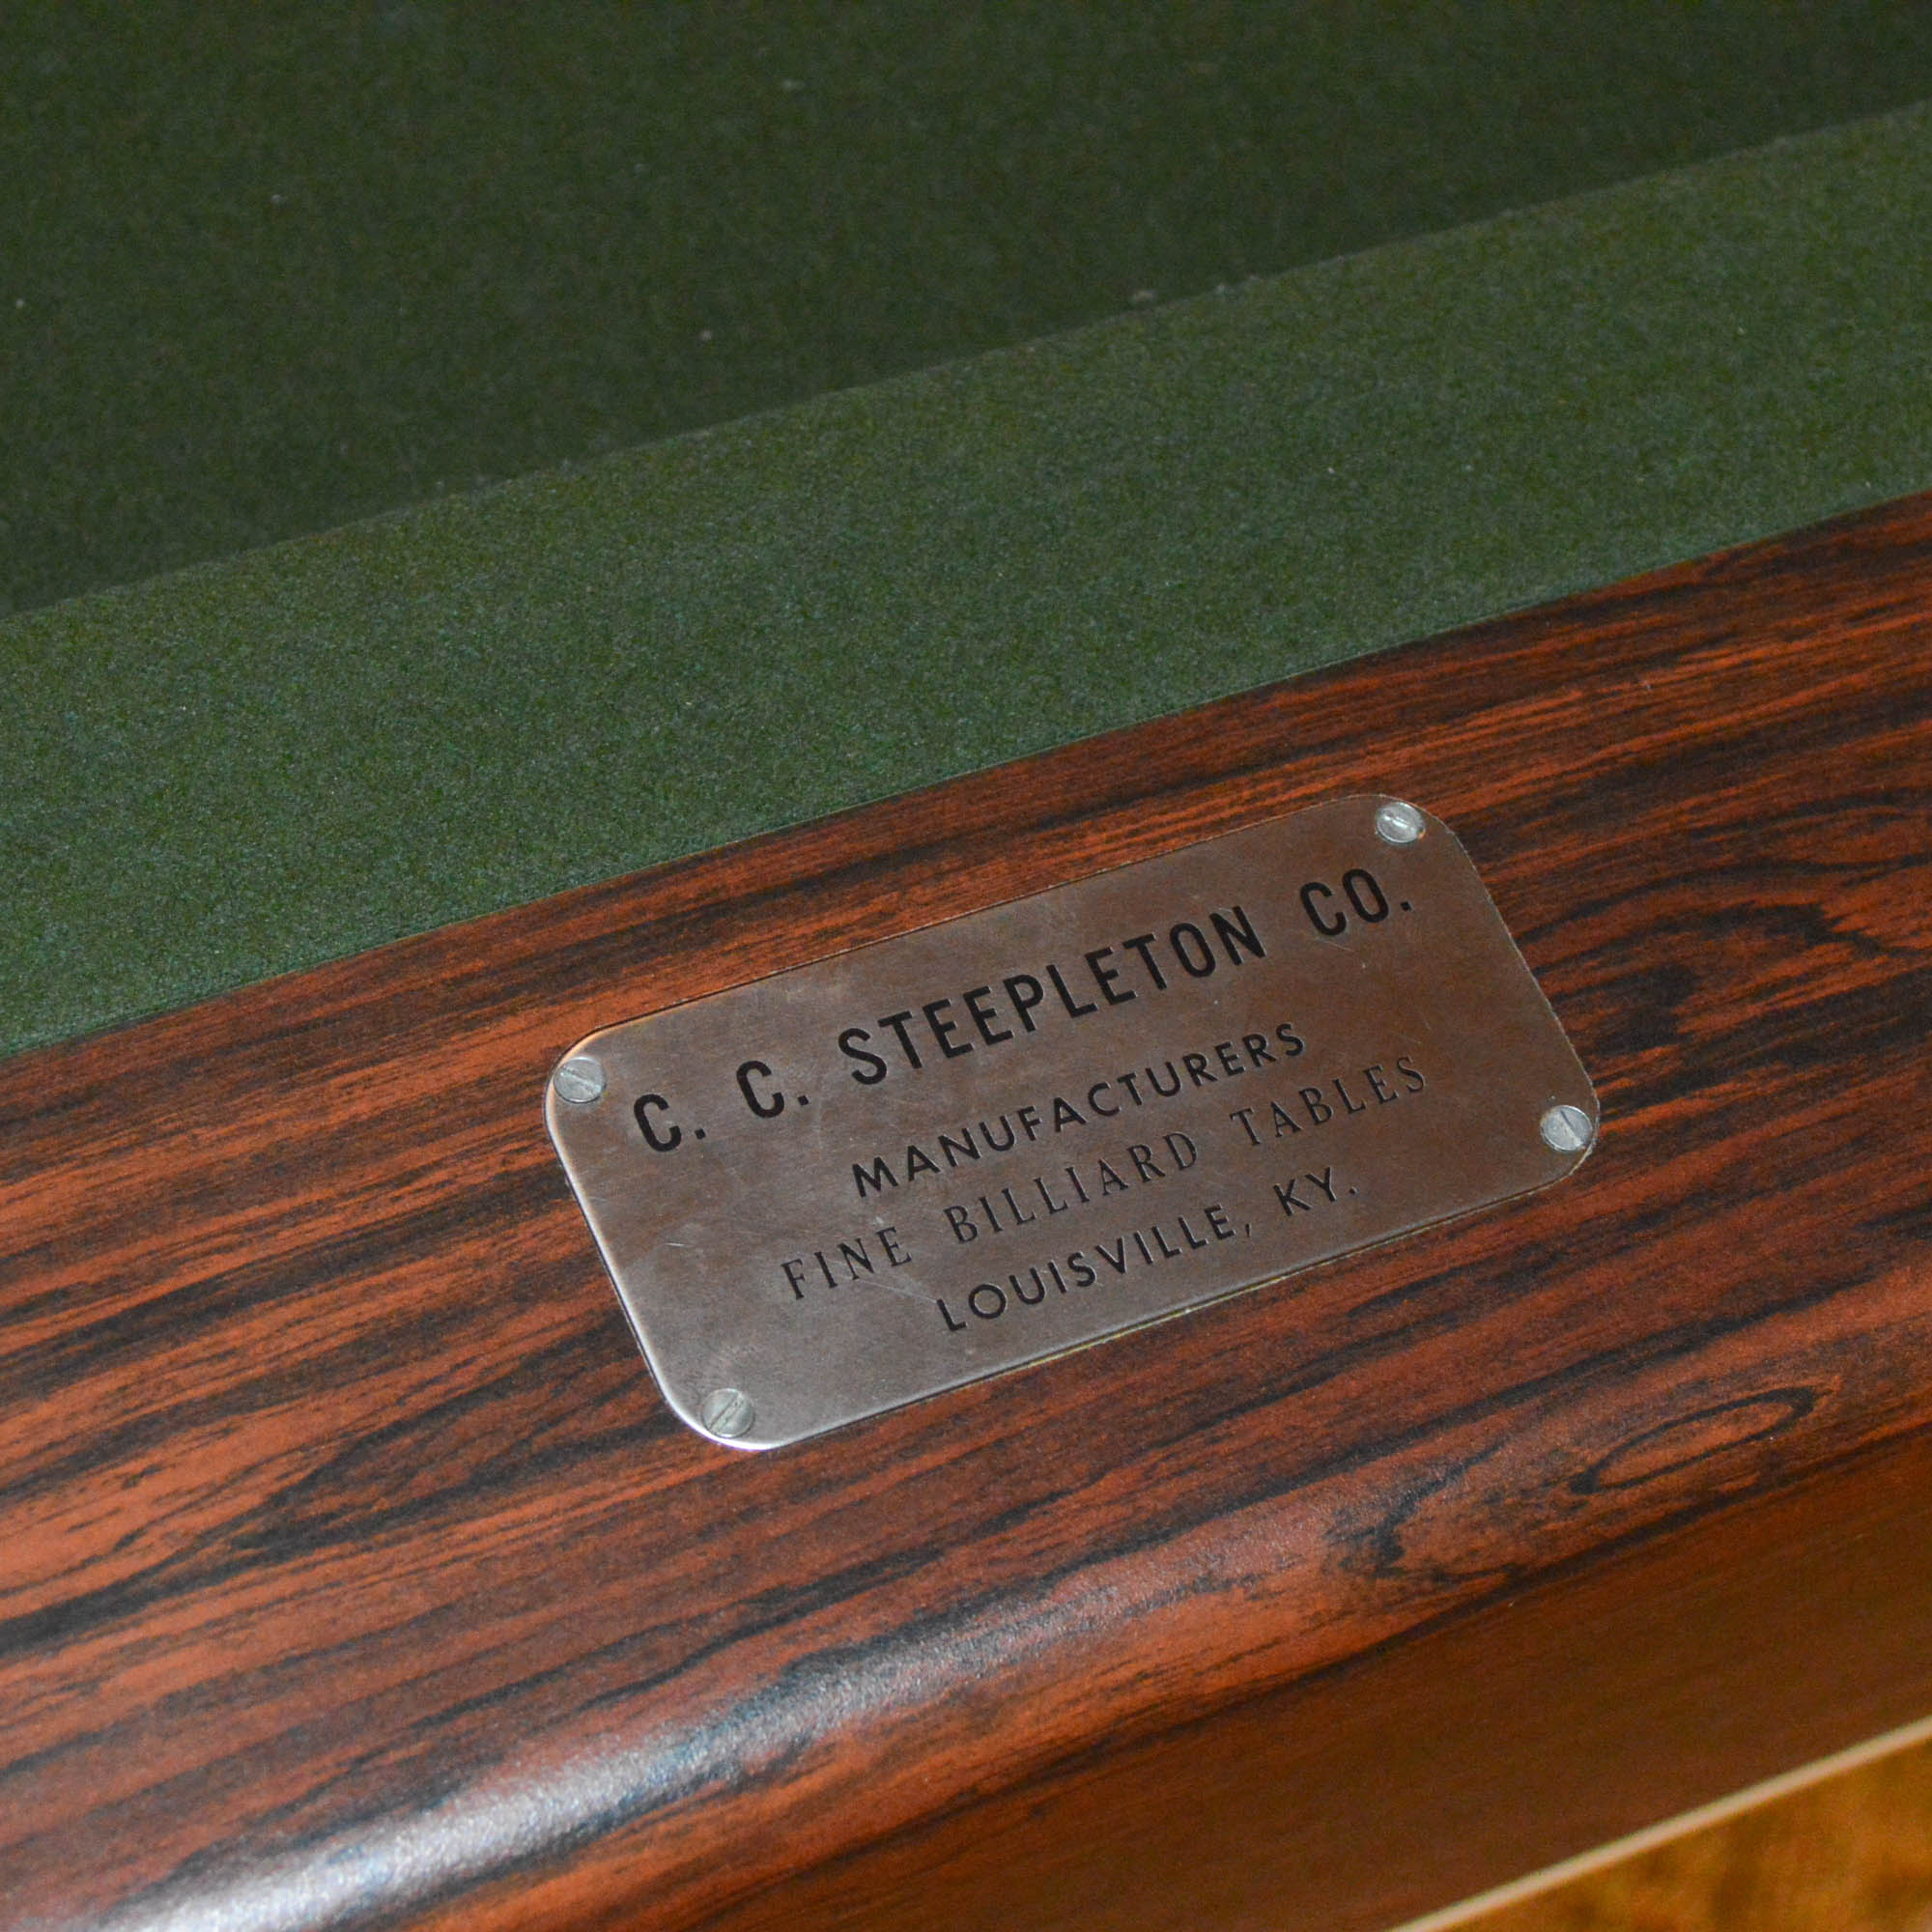 C. C. STEEPLETON CO.
MANUFACTURERS
FINE BILLIARD TABLES
LOUISVILLE, KY.